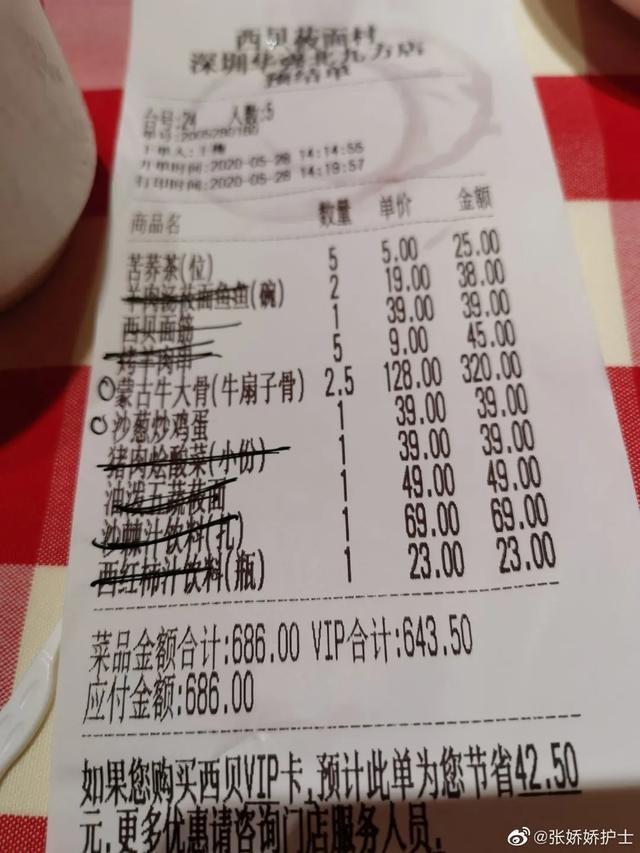 西贝莜面村
深圳华强北九方店
预结单
台号:24 人数:5
单号:2005280160
开单时间:2020-05-28 14:14:55
打印时间:2020-05-28 14:19:57
商品名 数量 单价 金额
苦荞茶(位) 5 5.00 25.00
羊肉汤莜面鱼鱼(碗) 2 19.00 38.00
西贝面筋 1 39.00 39.00
烤羊肉串 5 9.00 45.00
蒙古牛大骨(牛扇子骨) 2.5 128.00 320.00
沙葱炒鸡蛋 1 39.00 39.00
猪肉烩酸菜(小份) 1 39.00 39.00
油泼五蔬莜面 1 49.00 49.00
沙棘汁饮料(扎) 1 69.00 69.00
西红柿汁饮料(瓶) 1 23.00 23.00
菜品金额合计:686.00 VIP合计:643.50
应付金额:686.00
如果您购买西贝VIP卡,预计此单为您节省42.50
元,更多优惠请咨询门店服务人员.
@张娇娇护士